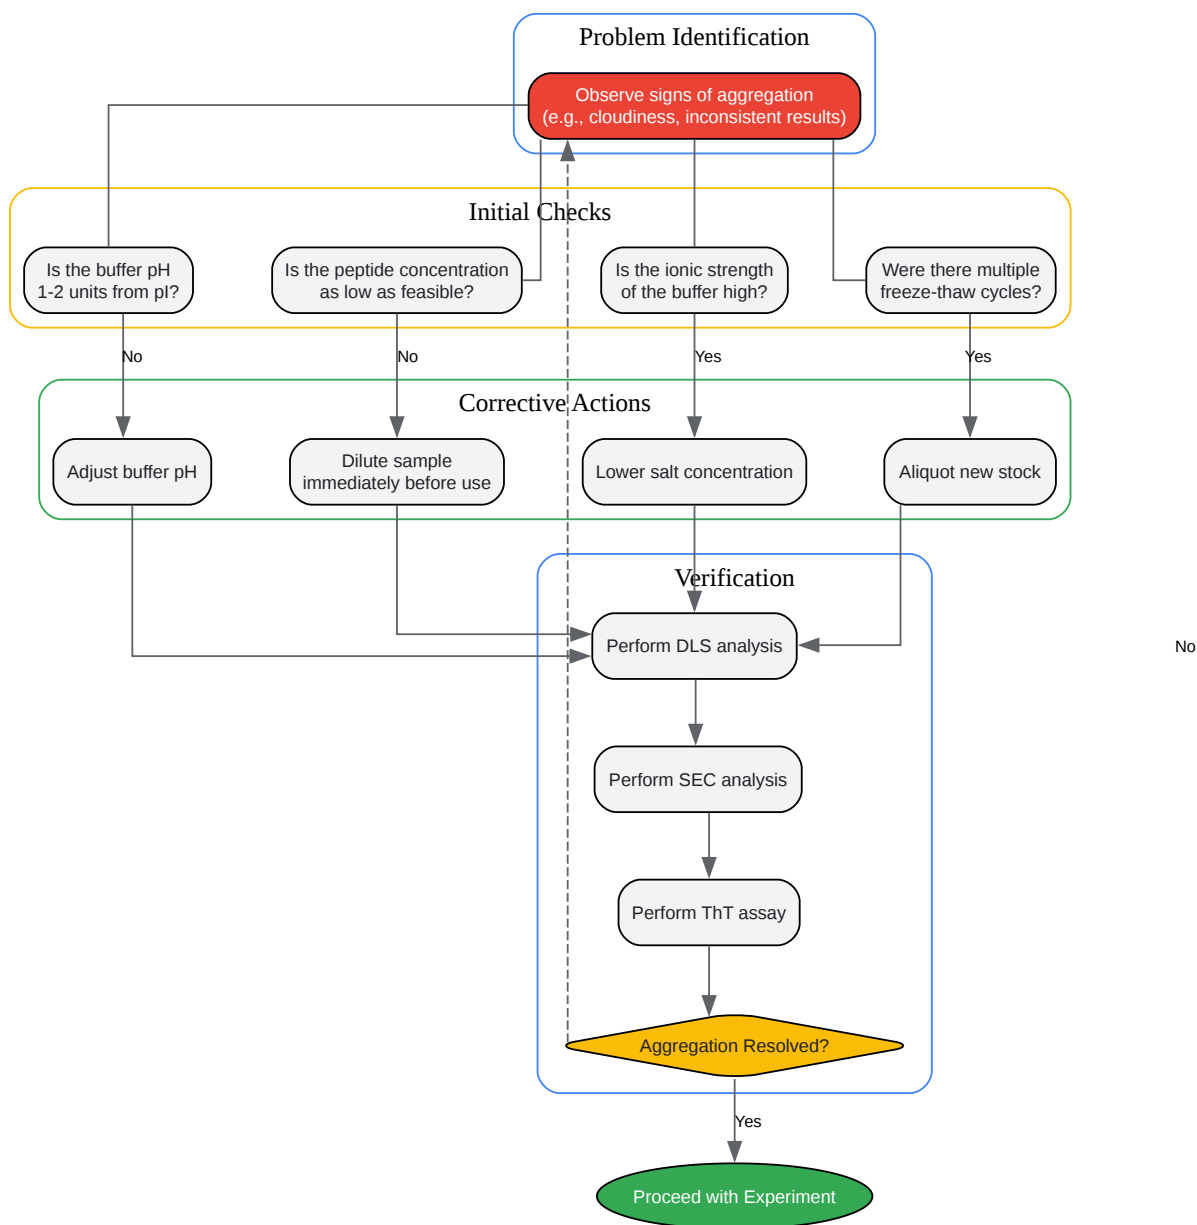 Problem Identification
Observe signs of aggregation
(e.g., cloudiness, inconsistent results)
Initial Checks
Is the buffer pH
1-2 units from pI?
Is the peptide concentration
as low as feasible?
Is the ionic strength
of the buffer high?
Were there multiple
freeze-thaw cycles?
No
No
Yes
Yes
Corrective Actions
Adjust buffer pH
Dilute sample
immediately before use
Lower salt concentration
Aliquot new stock
Verification
Perform DLS analysis
No
Perform SEC analysis
Perform ThT assay
Aggregation Resolved?
Yes
Proceed with Experiment